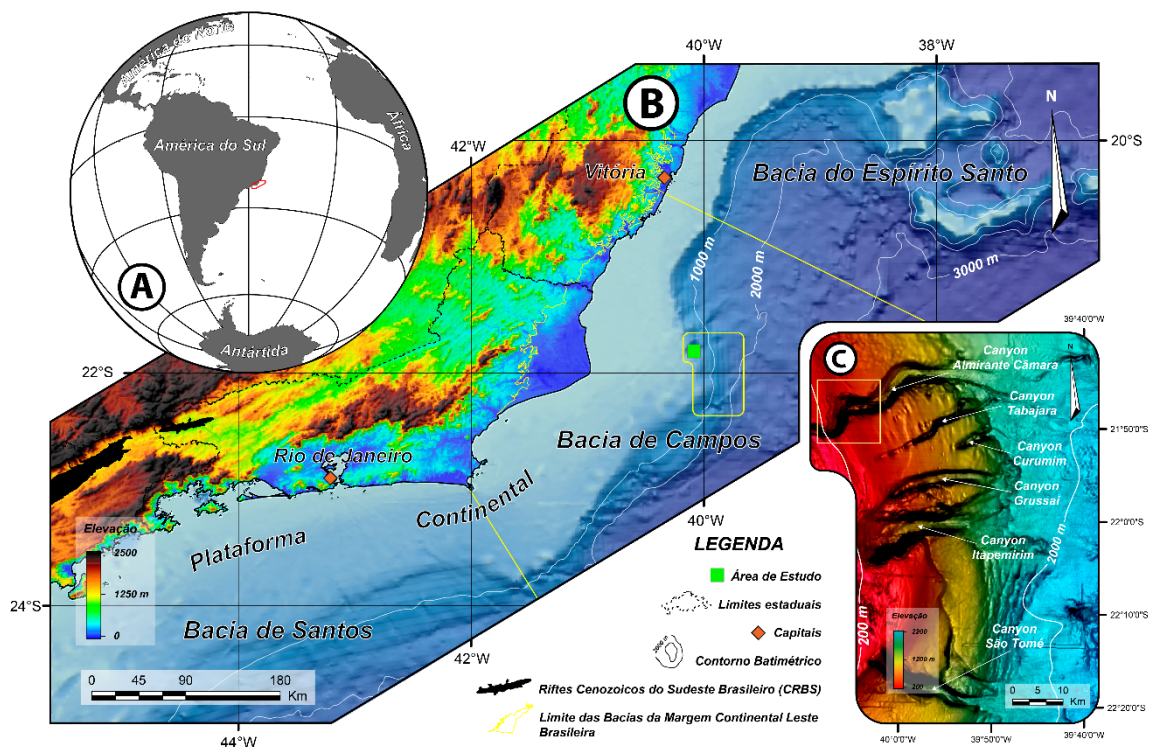 A
América do Norte
América do Sul
África
Antártida
B
40°W
38°W
42°W
20°S
22°S
24°S
44°W
42°W
40°W
Vitória
Bacia do Espírito Santo
N
1000 m
2000 m
3000 m
Rio de Janeiro
Bacia de Campos
Plataforma
Continental
Bacia de Santos
Elevação
2500
1250 m
0
0 45 90 180
Km
LEGENDA
Área de Estudo
Limites estaduais
Capitais
2000 m
Contorno Batimétrico
Riftes Cenozoicos do Sudeste Brasileiro (CRBS)
Limite das Bacias da Margem Continental Leste
Brasileira
C
39°40'0"W
N
Canyon
Almirante Câmara
Canyon
Tabajara
Canyon
Curumim
Canyon
Grussaí
Canyon
Itapemirim
Canyon
São Tomé
200 m
2000 m
21°50'0"S
22°0'0"S
22°10'0"S
22°20'0"S
Elevação
2200
1200 m
200
0 5 10
Km
40°0'0"W
39°50'0"W
39°40'0"W